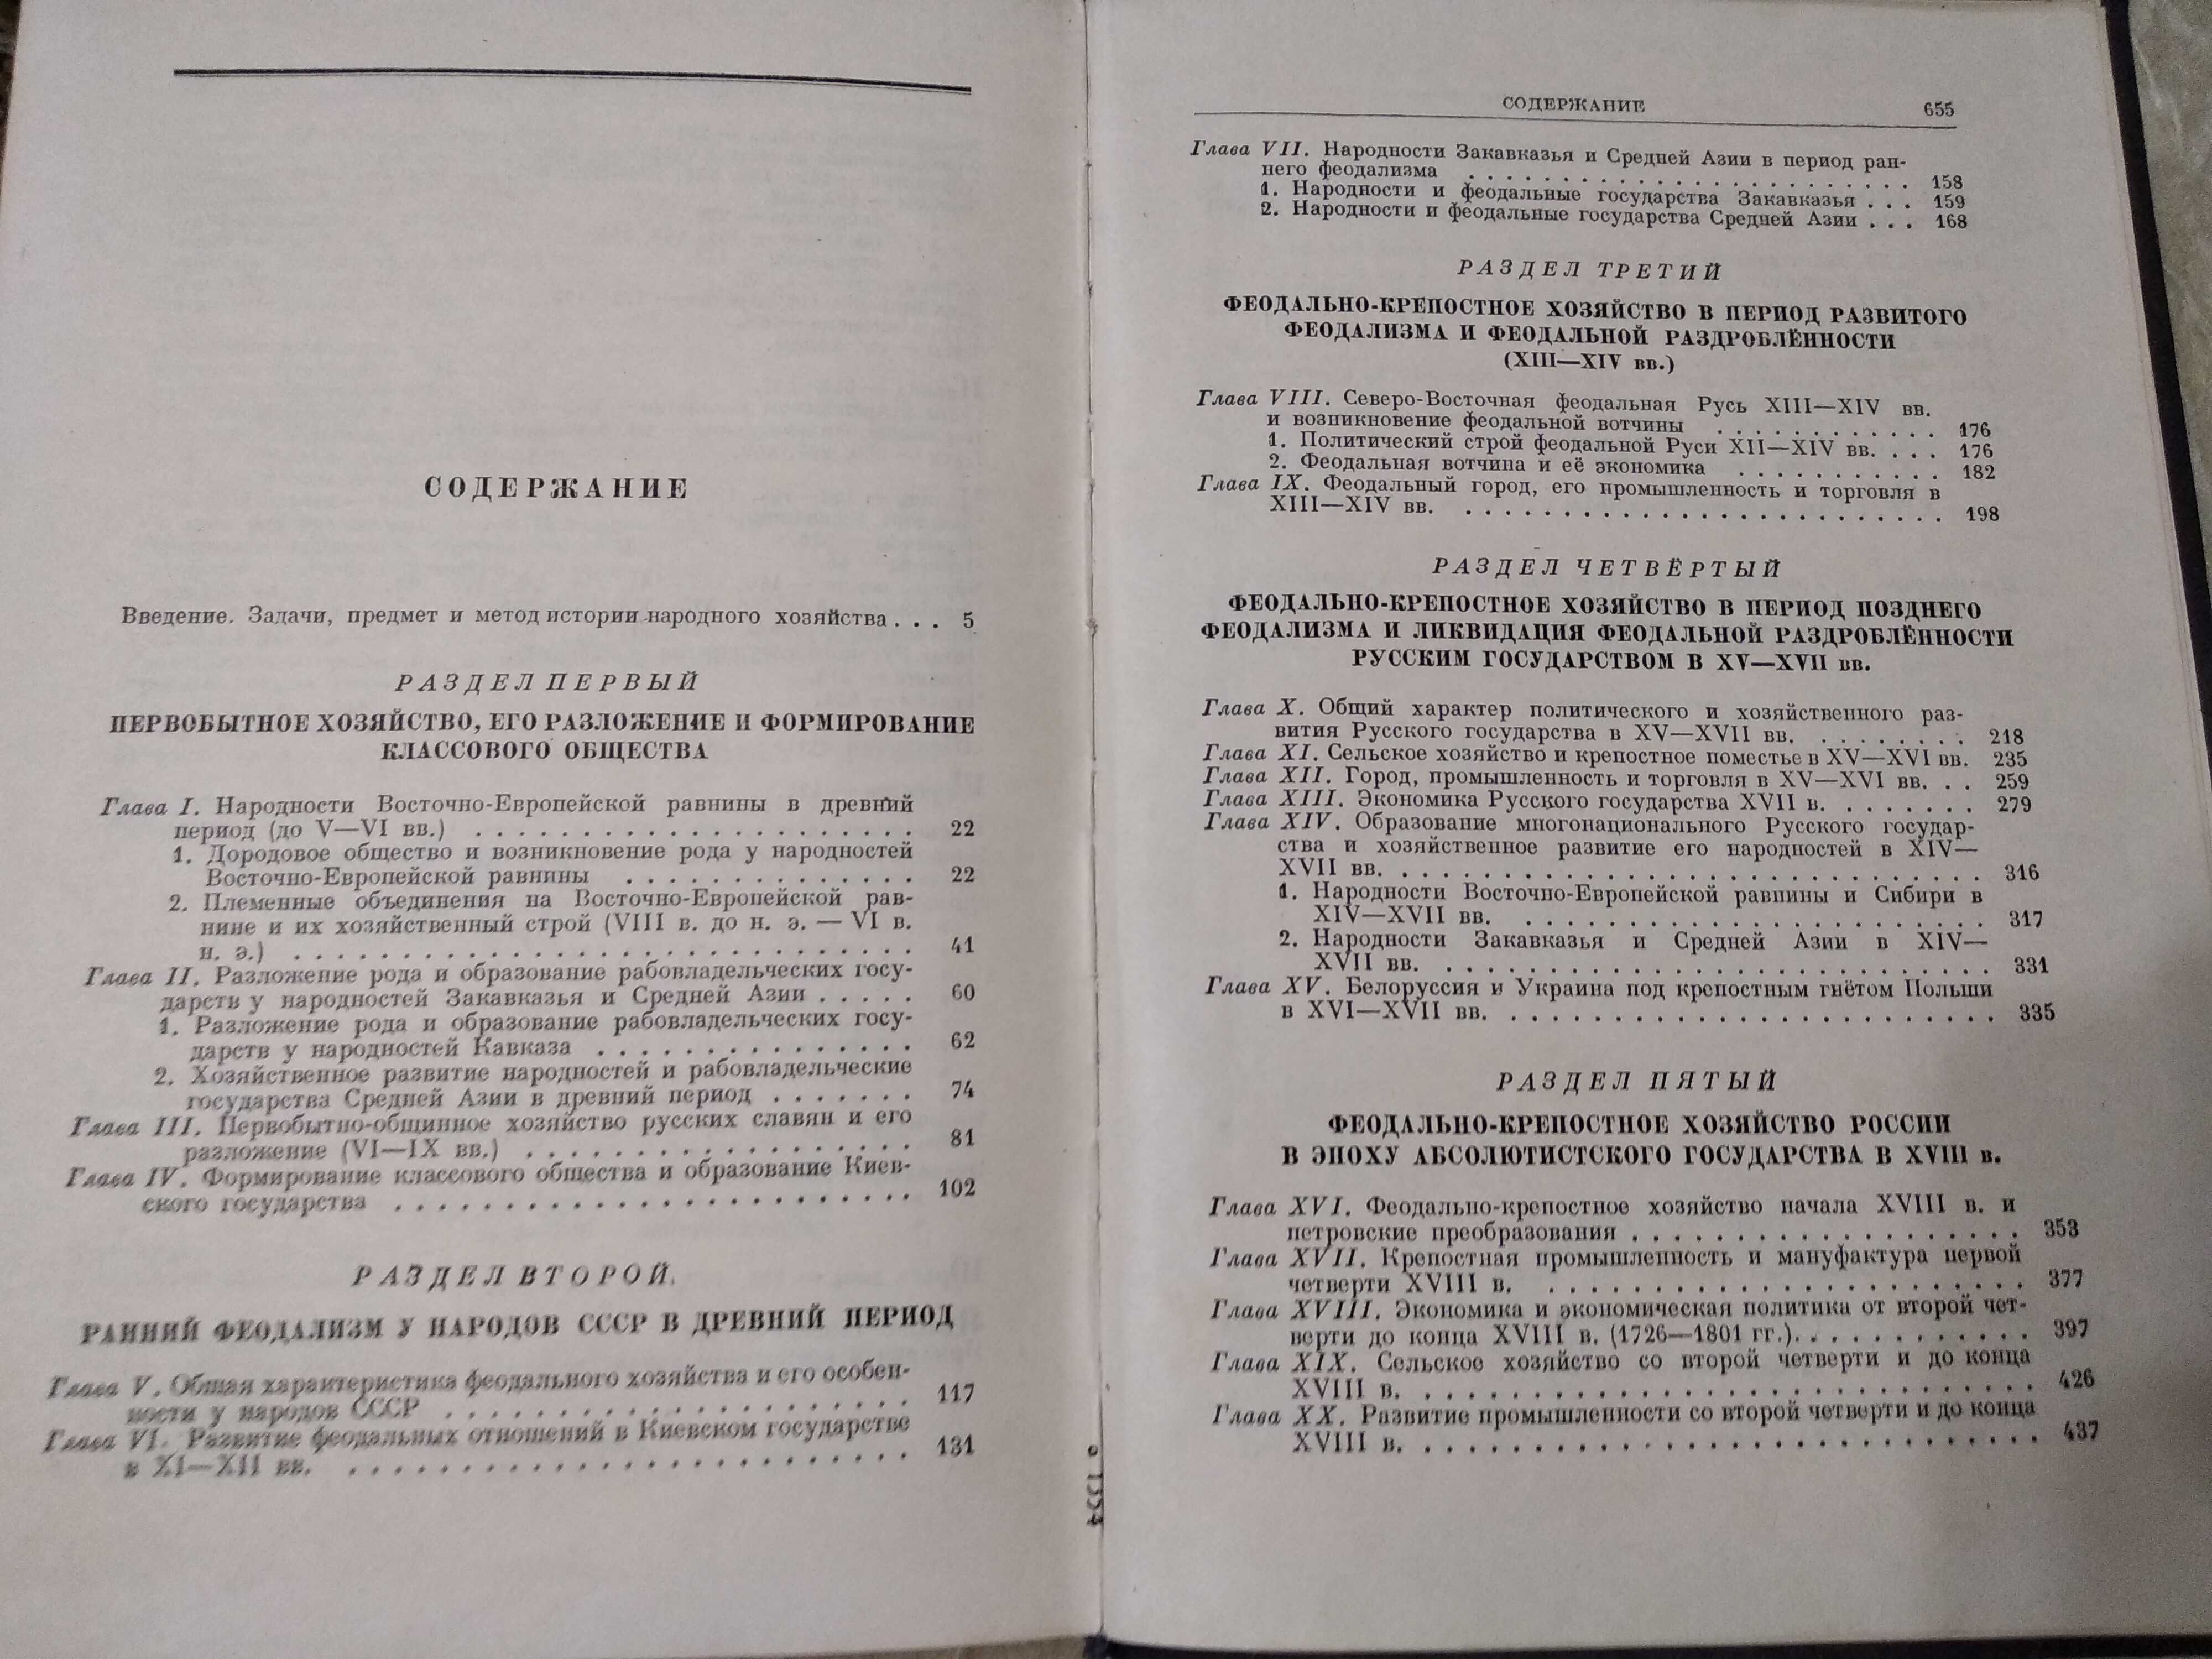 СОДЕРЖАНИЕ
Введение. Задачи, предмет и метод истории народного хозяйства . . . 5
РАЗДЕЛ ПЕРВЫЙ
ПЕРВОБЫТНОЕ ХОЗЯЙСТВО, ЕГО РАЗЛОЖЕНИЕ И ФОРМИРОВАНИЕ
КЛАССОВОГО ОБЩЕСТВА
Глава I. Народности Восточно-Европейской равнины в древний
период (до V—VI вв.) . . . . . . . . . . . . . . . . . . . 22
1. Дородовое общество и возникновение рода у народностей
Восточно-Европейской равнины . . . . . . . . . . . . . 22
2. Племенные объединения на Восточно-Европейской рав-
нине и их хозяйственный строй (VIII в. до н. э. — VI в.
н. э.) . . . . . . . . . . . . . . . . . . . . . . . . . . 41
Глава II. Разложение рода и образование рабовладельческих госу-
дарств у народностей Закавказья и Средней Азии . . . . . 60
1. Разложение рода и образование рабовладельческих госу-
дарств у народностей Кавказа . . . . . . . . . . . . . . 62
2. Хозяйственное развитие народностей и рабовладельческие
государства Средней Азии в древний период . . . . . . . 74
Глава III. Первобытно-общинное хозяйство русских славян и его
разложение (VI—IX вв.) . . . . . . . . . . . . . . . . . 81
Глава IV. Формирование классового общества и образование Киев-
ского государства . . . . . . . . . . . . . . . . . . . . . . 102
РАЗДЕЛ ВТОРОЙ
РАННИЙ ФЕОДАЛИЗМ У НАРОДОВ СССР В ДРЕВНИЙ ПЕРИОД
Глава V. Общая характеристика феодального хозяйства и его особен-
ности у народов СССР . . . . . . . . . . . . . . . . . . . . 117
Глава VI. Развитие феодальных отношений в Киевском государстве
в XI—XII вв. . . . . . . . . . . . . . . . . . . . . . . . . . 131
СОДЕРЖАНИЕ 655
Глава VII. Народности Закавказья и Средней Азии в период ран-
него феодализма . . . . . . . . . . . . . . . . . . . . . . . 158
1. Народности и феодальные государства Закавказья . . . 159
2. Народности и феодальные государства Средней Азии . . . 168
РАЗДЕЛ ТРЕТИЙ
ФЕОДАЛЬНО-КРЕПОСТНОЕ ХОЗЯЙСТВО В ПЕРИОД РАЗВИТОГО
ФЕОДАЛИЗМА И ФЕОДАЛЬНОЙ РАЗДРОБЛЁННОСТИ
(XIII—XIV вв.)
Глава VIII. Северо-Восточная феодальная Русь XIII—XIV вв.
и возникновение феодальной вотчины . . . . . . . . . . . 176
1. Политический строй феодальной Руси XII—XIV вв. . . . 176
2. Феодальная вотчина и её экономика . . . . . . . . . . . 182
Глава IX. Феодальный город, его промышленность и торговля в
XIII—XIV вв. . . . . . . . . . . . . . . . . . . . . . . . . . 198
РАЗДЕЛ ЧЕТВЁРТЫЙ
ФЕОДАЛЬНО-КРЕПОСТНОЕ ХОЗЯЙСТВО В ПЕРИОД ПОЗДНЕГО
ФЕОДАЛИЗМА И ЛИКВИДАЦИЯ ФЕОДАЛЬНОЙ РАЗДРОБЛЁННОСТИ
РУССКИМ ГОСУДАРСТВОМ В XV—XVII вв.
Глава X. Общий характер политического и хозяйственного раз-
вития Русского государства в XV—XVII вв. . . . . . . . . 218
Глава XI. Сельское хозяйство и крепостное поместье в XV—XVI вв. 235
Глава XII. Город, промышленность и торговля в XV—XVI вв. . . 259
Глава XIII. Экономика Русского государства XVII в. . . . . . . . 279
Глава XIV. Образование многонационального Русского государ-
ства и хозяйственное развитие его народностей в XIV—
XVII вв. . . . . . . . . . . . . . . . . . . . . . . . . . . . 316
1. Народности Восточно-Европейской равнины и Сибири в
XIV—XVII вв. . . . . . . . . . . . . . . . . . . . . . . . 317
2. Народности Закавказья и Средней Азии в XIV—
XVII вв. . . . . . . . . . . . . . . . . . . . . . . . . . . 331
Глава XV. Белоруссия и Украина под крепостным гнётом Польши
в XVI—XVII вв. . . . . . . . . . . . . . . . . . . . . . . . 335
РАЗДЕЛ ПЯТЫЙ
ФЕОДАЛЬНО-КРЕПОСТНОЕ ХОЗЯЙСТВО РОССИИ
В ЭПОХУ АБСОЛЮТИСТСКОГО ГОСУДАРСТВА В XVIII в.
Глава XVI. Феодально-крепостное хозяйство начала XVIII в. и
петровские преобразования . . . . . . . . . . . . . . . . . 353
Глава XVII. Крепостная промышленность и мануфактура первой
четверти XVIII в. . . . . . . . . . . . . . . . . . . . . . . . 377
Глава XVIII. Экономика и экономическая политика от второй чет-
верти до конца XVIII в. (1726—1801 гг.). . . . . . . . . . . 397
Глава XIX. Сельское хозяйство со второй четверти и до конца
XVIII в. . . . . . . . . . . . . . . . . . . . . . . . . . . . . 426
Глава XX. Развитие промышленности со второй четверти и до конца
XVIII в. . . . . . . . . . . . . . . . . . . . . . . . . . . . . 437